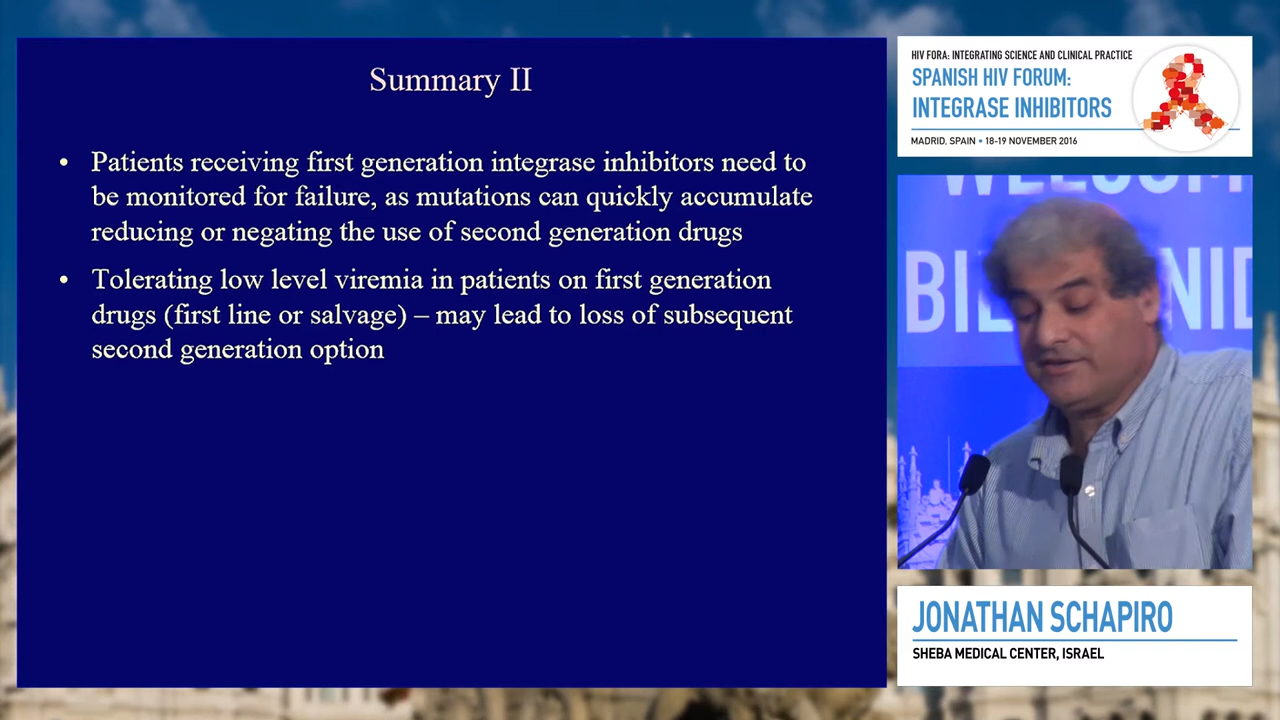 Summary II
• Patients receiving first generation integrase inhibitors need to
be monitored for failure, as mutations can quickly accumulate
reducing or negating the use of second generation drugs
• Tolerating low level viremia in patients on first generation
drugs (first line or salvage) – may lead to loss of subsequent
second generation option
HIV FORA: INTEGRATING SCIENCE AND CLINICAL PRACTICE
SPANISH HIV FORUM:
INTEGRASE INHIBITORS
MADRID, SPAIN • 18-19 NOVEMBER 2016
JONATHAN SCHAPIRO
SHEBA MEDICAL CENTER, ISRAEL